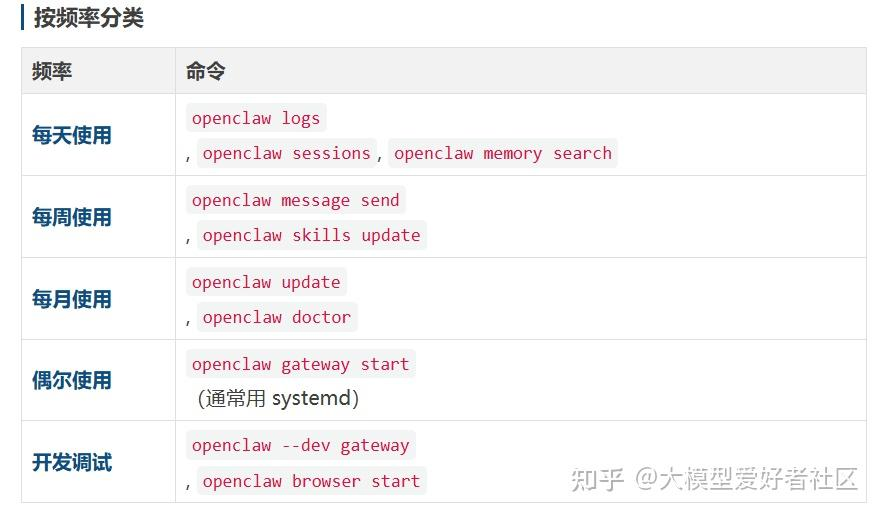 按频率分类
频率 命令
每天使用 openclaw logs
, openclaw sessions, openclaw memory search
每周使用 openclaw message send
, openclaw skills update
每月使用 openclaw update
, openclaw doctor
偶尔使用 openclaw gateway start
（通常用 systemd）
开发调试 openclaw --dev gateway
, openclaw browser start
知乎 @大模型爱好者社区